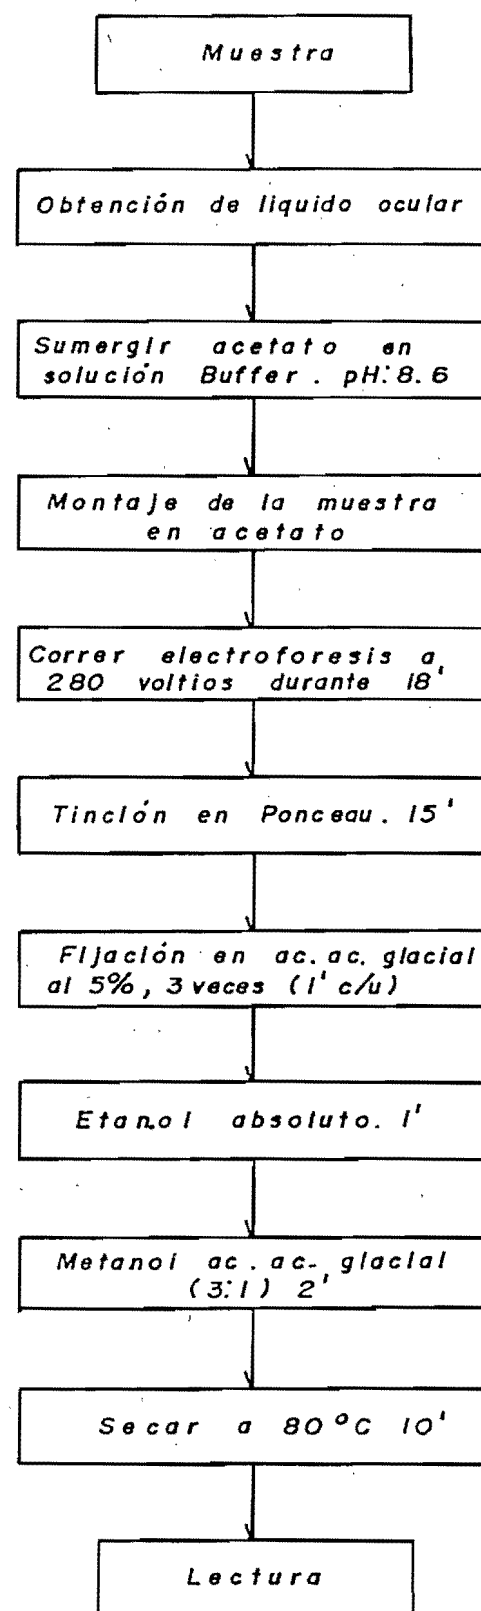 Muestra
Obtención de liquido ocular
Sumergir acetato en
solución Buffer. pH:8.6
Montaje de la muestra
en acetato
Correr electroforesis a
280 voltios durante 18'
Tinción en Ponceau. 15'
Fijación en ac.ac. glacial
al 5%, 3 veces (1' c/u)
Etanol absoluto. 1'
Metanol ac.ac. glacial
(3:1) 2'
Secar a 80°C 10'
Lectura